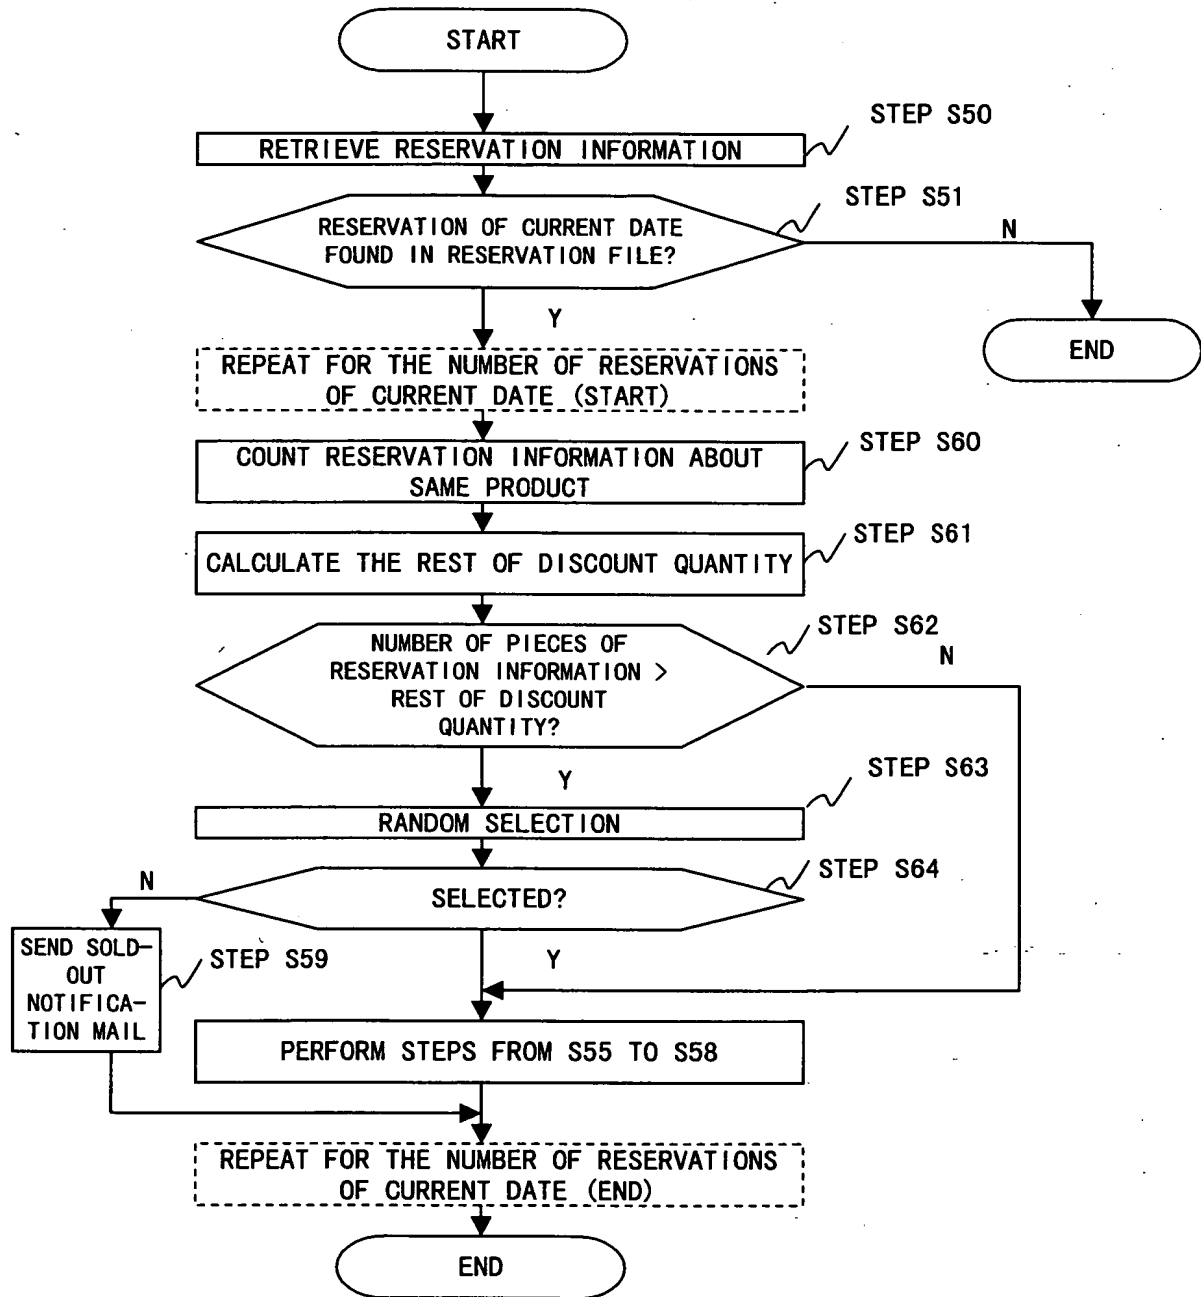 START
STEP S50
RETRIEVE RESERVATION INFORMATION
STEP S51
RESERVATION OF CURRENT DATE
FOUND IN RESERVATION FILE?
N
Y
END
REPEAT FOR THE NUMBER OF RESERVATIONS
OF CURRENT DATE (START)
STEP S60
COUNT RESERVATION INFORMATION ABOUT
SAME PRODUCT
STEP S61
CALCULATE THE REST OF DISCOUNT QUANTITY
STEP S62
NUMBER OF PIECES OF
RESERVATION INFORMATION >
REST OF DISCOUNT
QUANTITY?
N
Y
STEP S63
RANDOM SELECTION
STEP S64
SELECTED?
N
Y
SEND SOLD-
OUT
NOTIFICA-
TION MAIL
STEP S59
PERFORM STEPS FROM S55 TO S58
REPEAT FOR THE NUMBER OF RESERVATIONS
OF CURRENT DATE (END)
END